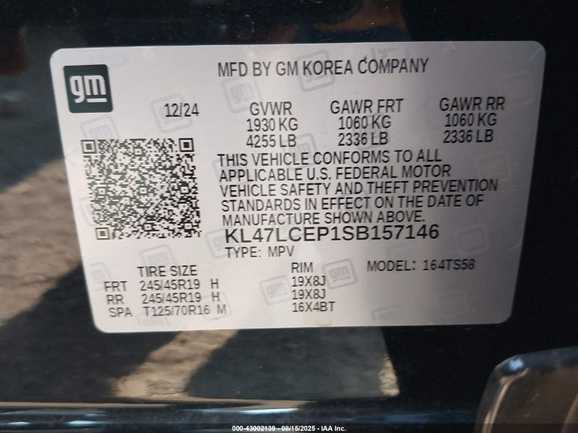 gm
MFD BY GM KOREA COMPANY
12/24
GVWR GAWR FRT GAWR RR
1930 KG 1060 KG 1060 KG
4255 LB 2336 LB 2336 LB
THIS VEHICLE CONFORMS TO ALL
APPLICABLE U.S. FEDERAL MOTOR
VEHICLE SAFETY AND THEFT PREVENTION
STANDARDS IN EFFECT ON THE DATE OF
MANUFACTURE SHOWN ABOVE.
KL47LCEP1SB157146
TYPE: MPV
TIRE SIZE RIM MODEL: 164TS58
FRT 245/45R19 H 19X8J
RR 245/45R19 H 19X8J
SPA T125/70R16 M 16X4BT
000-43002139 - 08/15/2025 - IAA Inc.